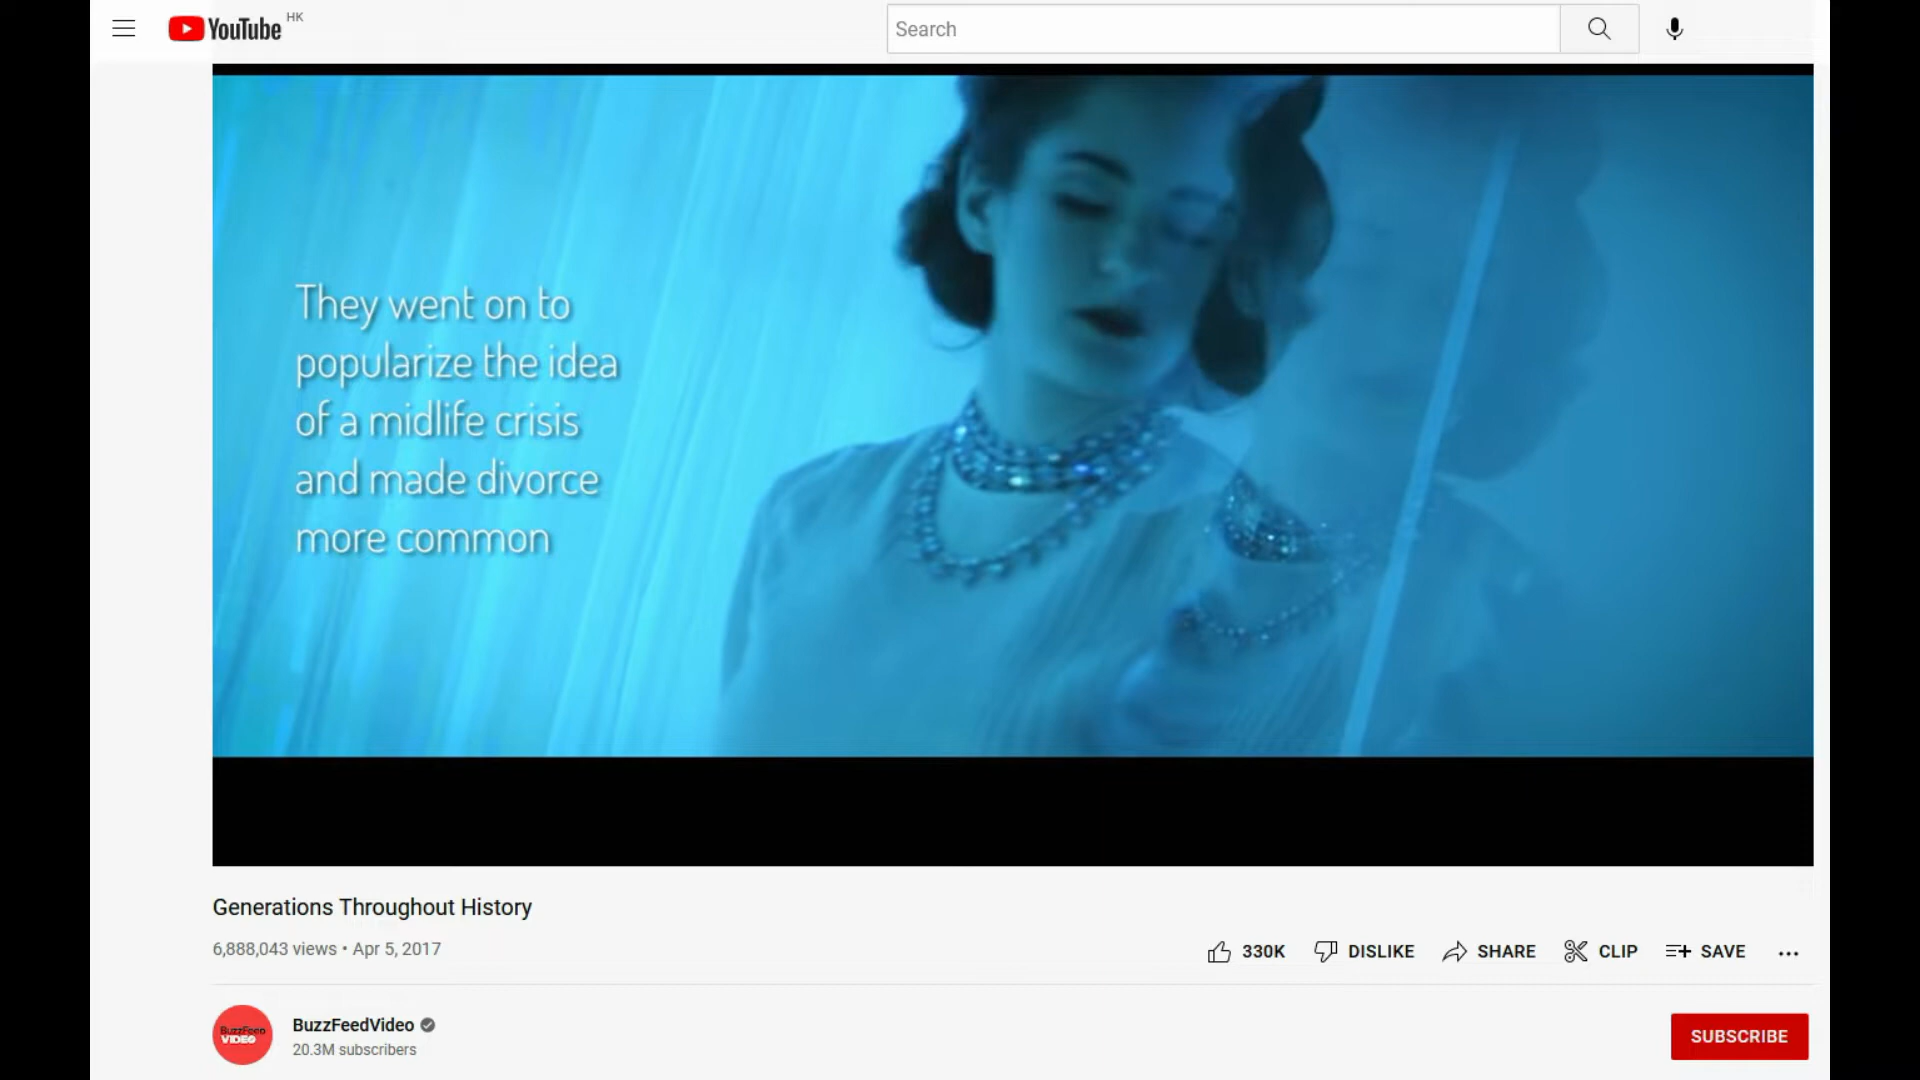 YouTube HK
Search
They went on to
popularize the idea
of a midlife crisis
and made divorce
more common
Generations Throughout History
6,888,043 views • Apr 5, 2017
330K DISLIKE SHARE CLIP SAVE
BuzzFeed
VIDEO
BuzzFeedVideo
20.3M subscribers
SUBSCRIBE